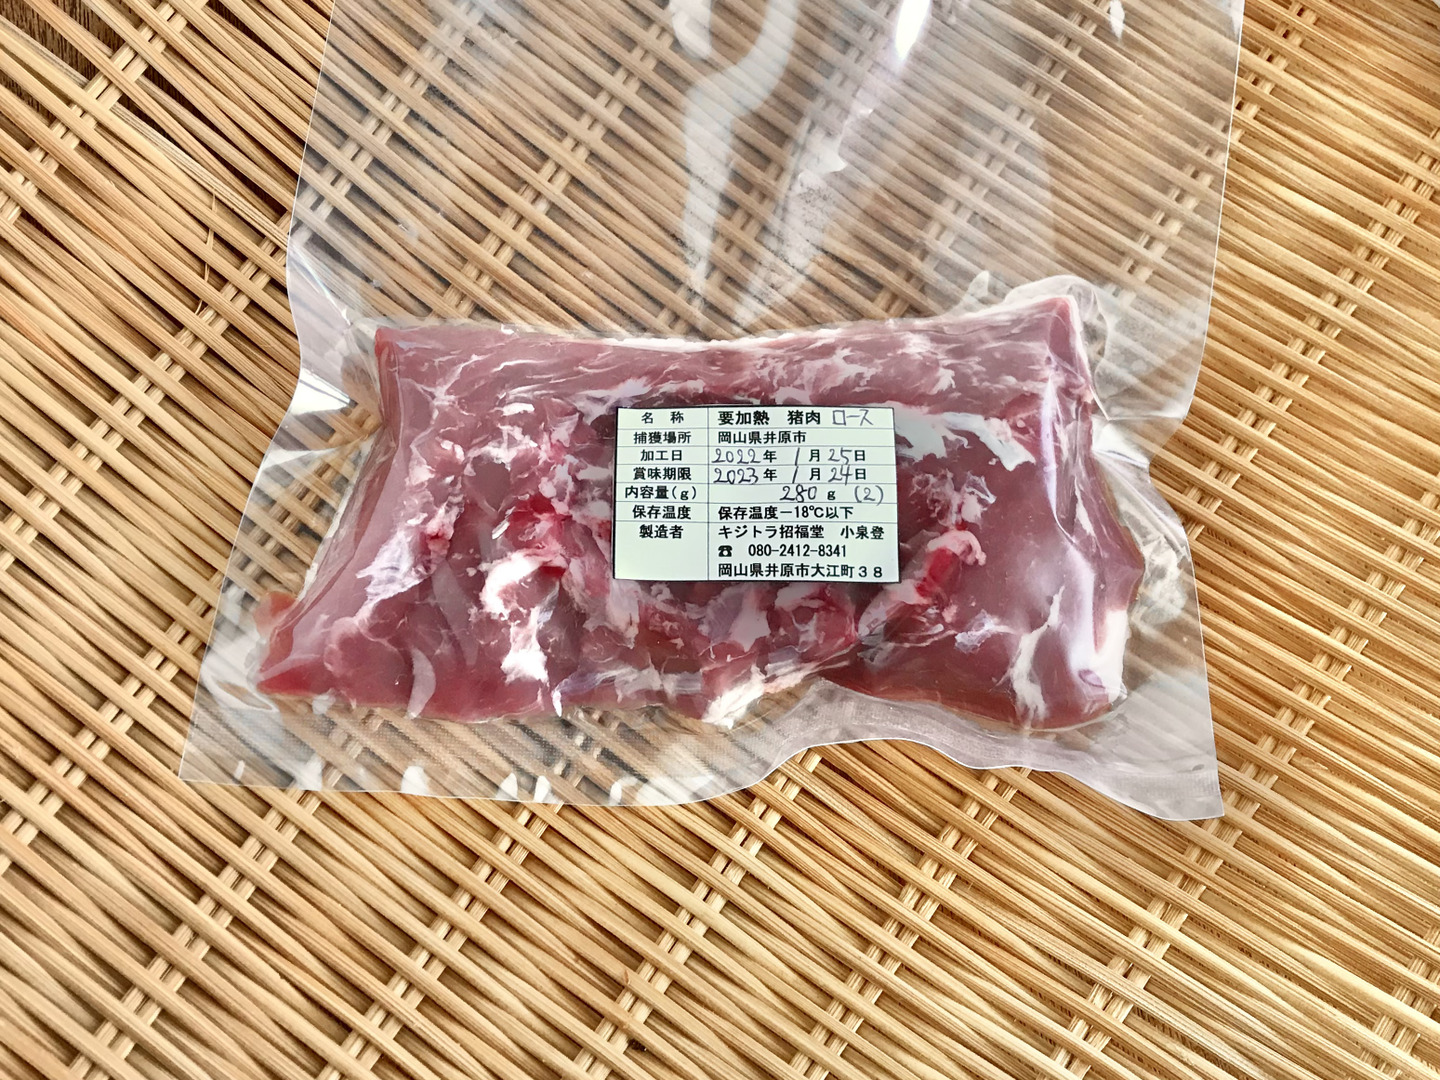 名 称 要加熱 猪肉 ロース
捕獲場所 岡山県井原市
加工日 2022年 1月25日
賞味期限 2023年 1月24日
内容量(g) 280 g (2)
保存温度 保存温度－18℃以下
製造者 キジトラ招福堂 小泉登
☎ 080-2412-8341
岡山県井原市大江町３８